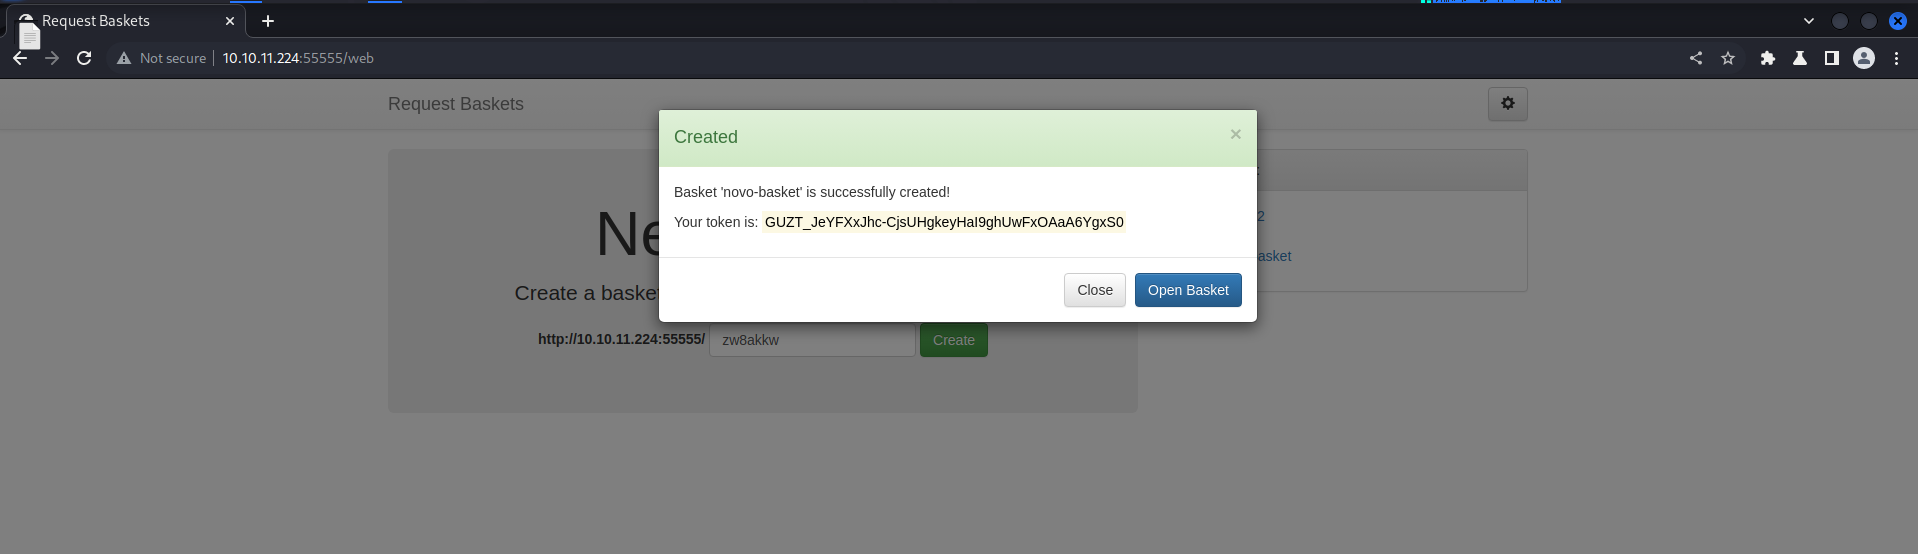 Request Baskets
Not secure
10.10.11.224:55555/web
Request Baskets
Created
×
Basket 'novo-basket' is successfully created!
Your token is: GUZT_JeYFXxJhc-CjsUHgkeyHaI9ghUwFxOAaA6YgxS0
Close
Open Basket
Ne
2
Create a basket
asket
http://10.10.11.224:55555/
zw8akkw
Create